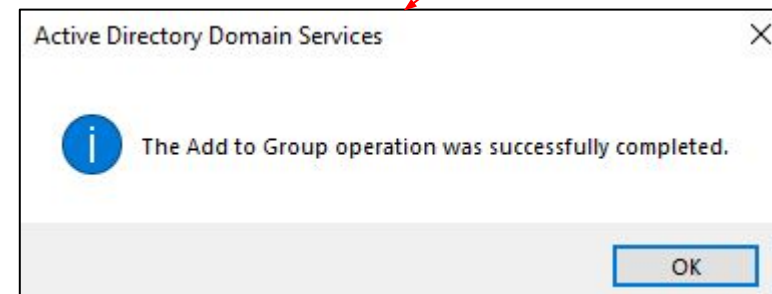 Active Directory Domain Services
The Add to Group operation was successfully completed.
OK